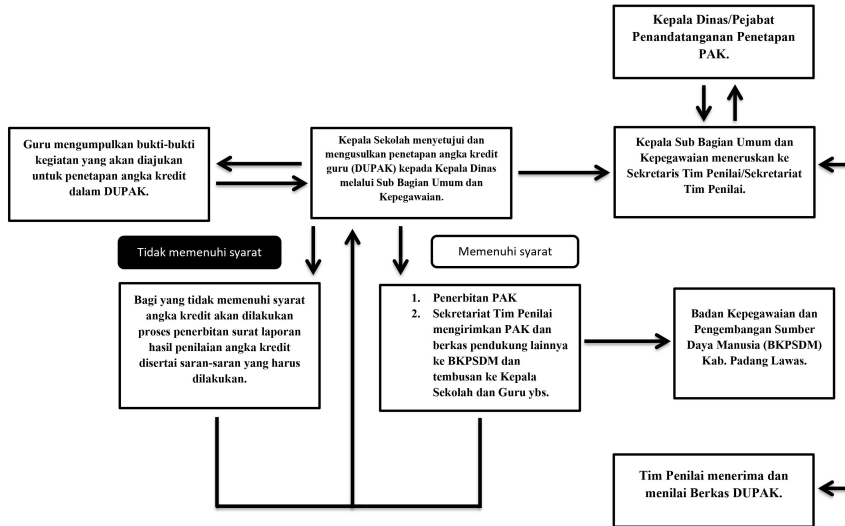 Kepala Dinas/Pejabat
Penandatanganan Penetapan
PAK.
Guru mengumpulkan bukti-bukti
kegiatan yang akan diajukan
untuk penetapan angka kredit
dalam DUPAK.
Kepala Sekolah menyetujui dan
mengusulkan penetapan angka kredit
guru (DUPAK) kepada Kepala Dinas
melalui Sub Bagian Umum dan
Kepegawaian.
Kepala Sub Bagian Umum dan
Kepegawaian meneruskan ke
Sekretaris Tim Penilai/Sekretariat
Tim Penilai.
Tidak memenuhi syarat
Memenuhi syarat
Bagi yang tidak memenuhi syarat
angka kredit akan dilakukan
proses penerbitan surat laporan
hasil penilaian angka kredit
disertai saran-saran yang harus
dilakukan.
1. Penerbitan PAK
2. Sekretariat Tim Penilai
mengirimkan PAK dan
berkas pendukung lainnya
ke BKPSDM dan
tembusan ke Kepala
Sekolah dan Guru ybs.
Badan Kepegawaian dan
Pengembangan Sumber
Daya Manusia (BKPSDM)
Kab. Padang Lawas.
Tim Penilai menerima dan
menilai Berkas DUPAK.